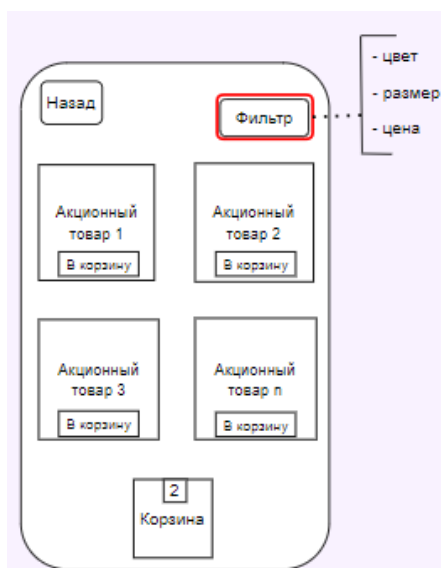 Назад
Фильтр
- цвет
- размер
- цена
Акционный
товар 1
В корзину
Акционный
товар 2
В корзину
Акционный
товар 3
В корзину
Акционный
товар n
В корзину
2
Корзина